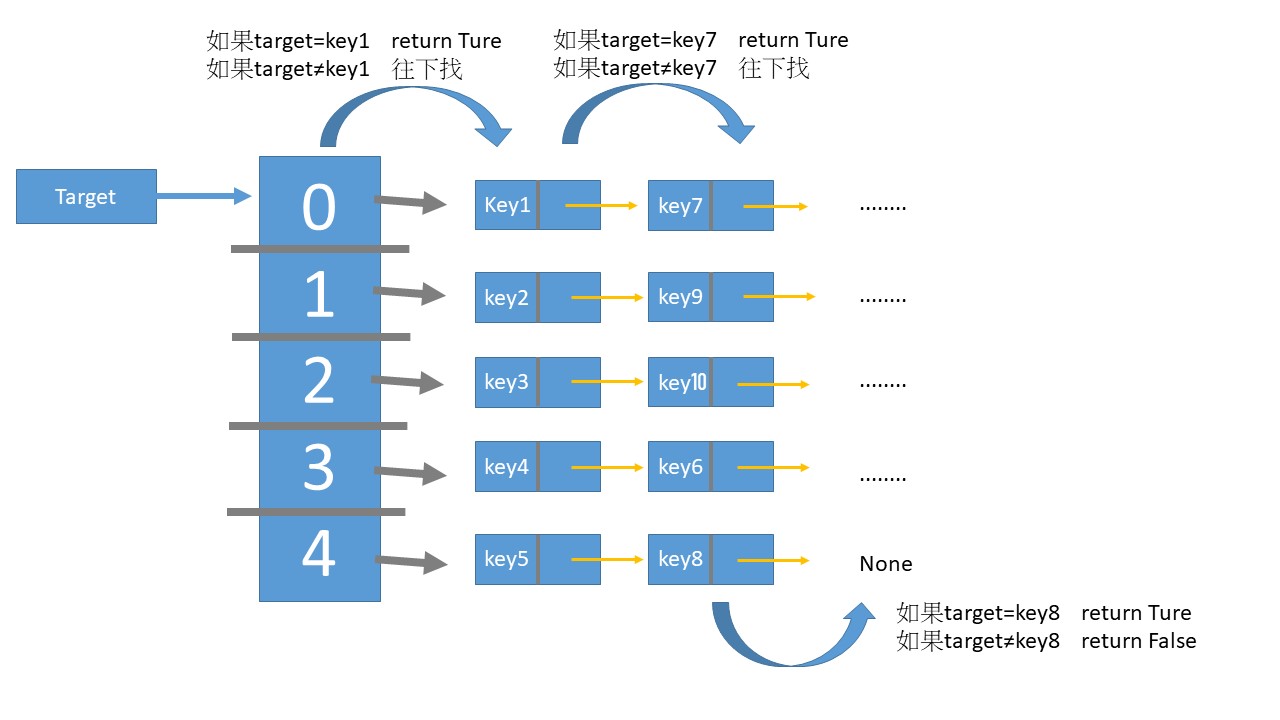 如果target=key1 return Ture
如果target≠key1 往下找
如果target=key7 return Ture
如果target≠key7 往下找
Target
0
Key1
key7
........
1
key2
key9
........
2
key3
key10
........
3
key4
key6
........
4
key5
key8
None
如果target=key8 return Ture
如果target≠key8 return False